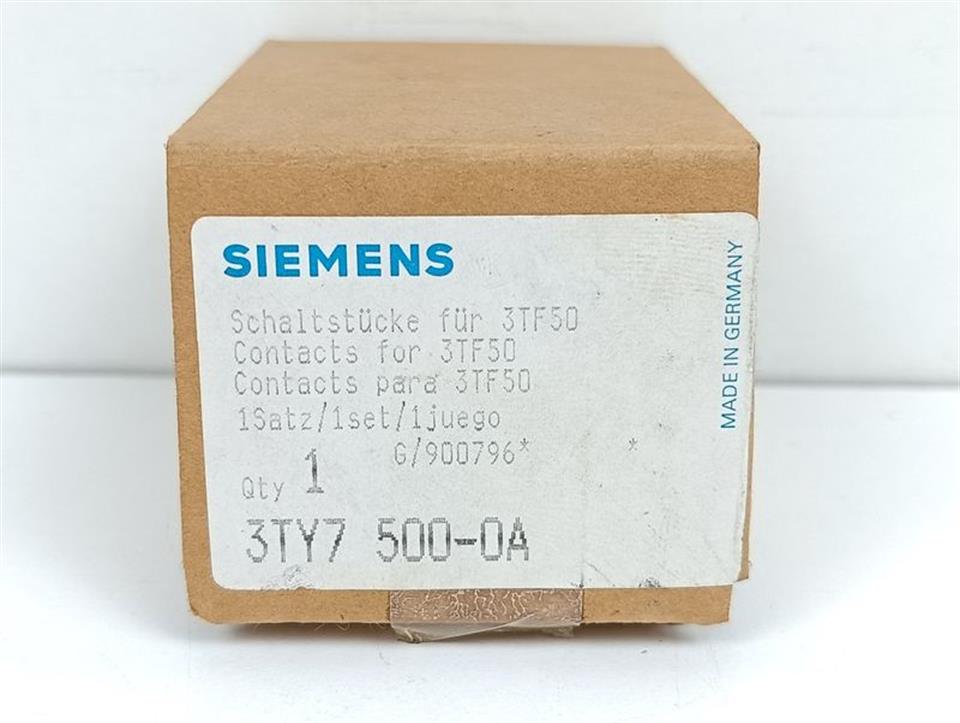 SIEMENS
Schaltstücke für 3TF50
Contacts for 3TF50
Contacts para 3TF50
1Satz/1set/1juego
G/900796* *
Qty 1
3TY7 500-0A
MADE IN GERMANY